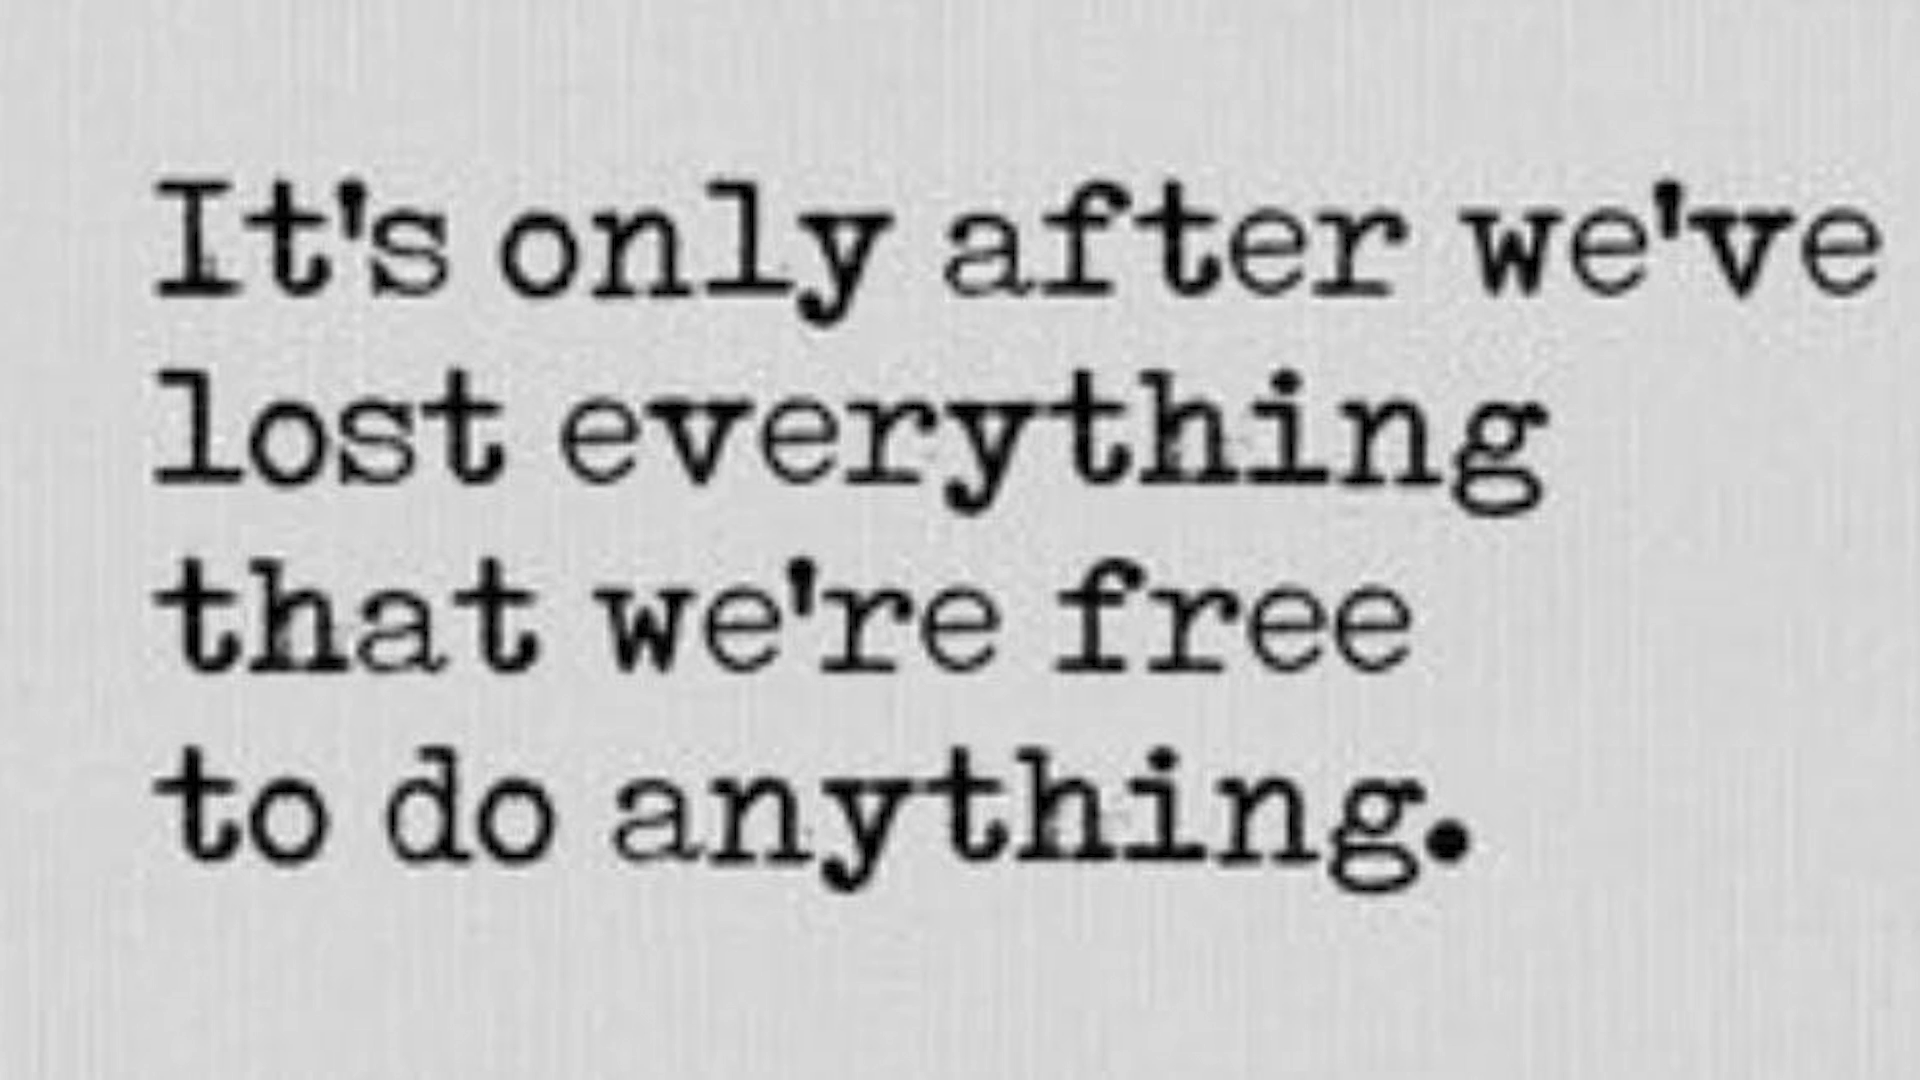 It's only after we've
lost everything
that we're free
to do anything.